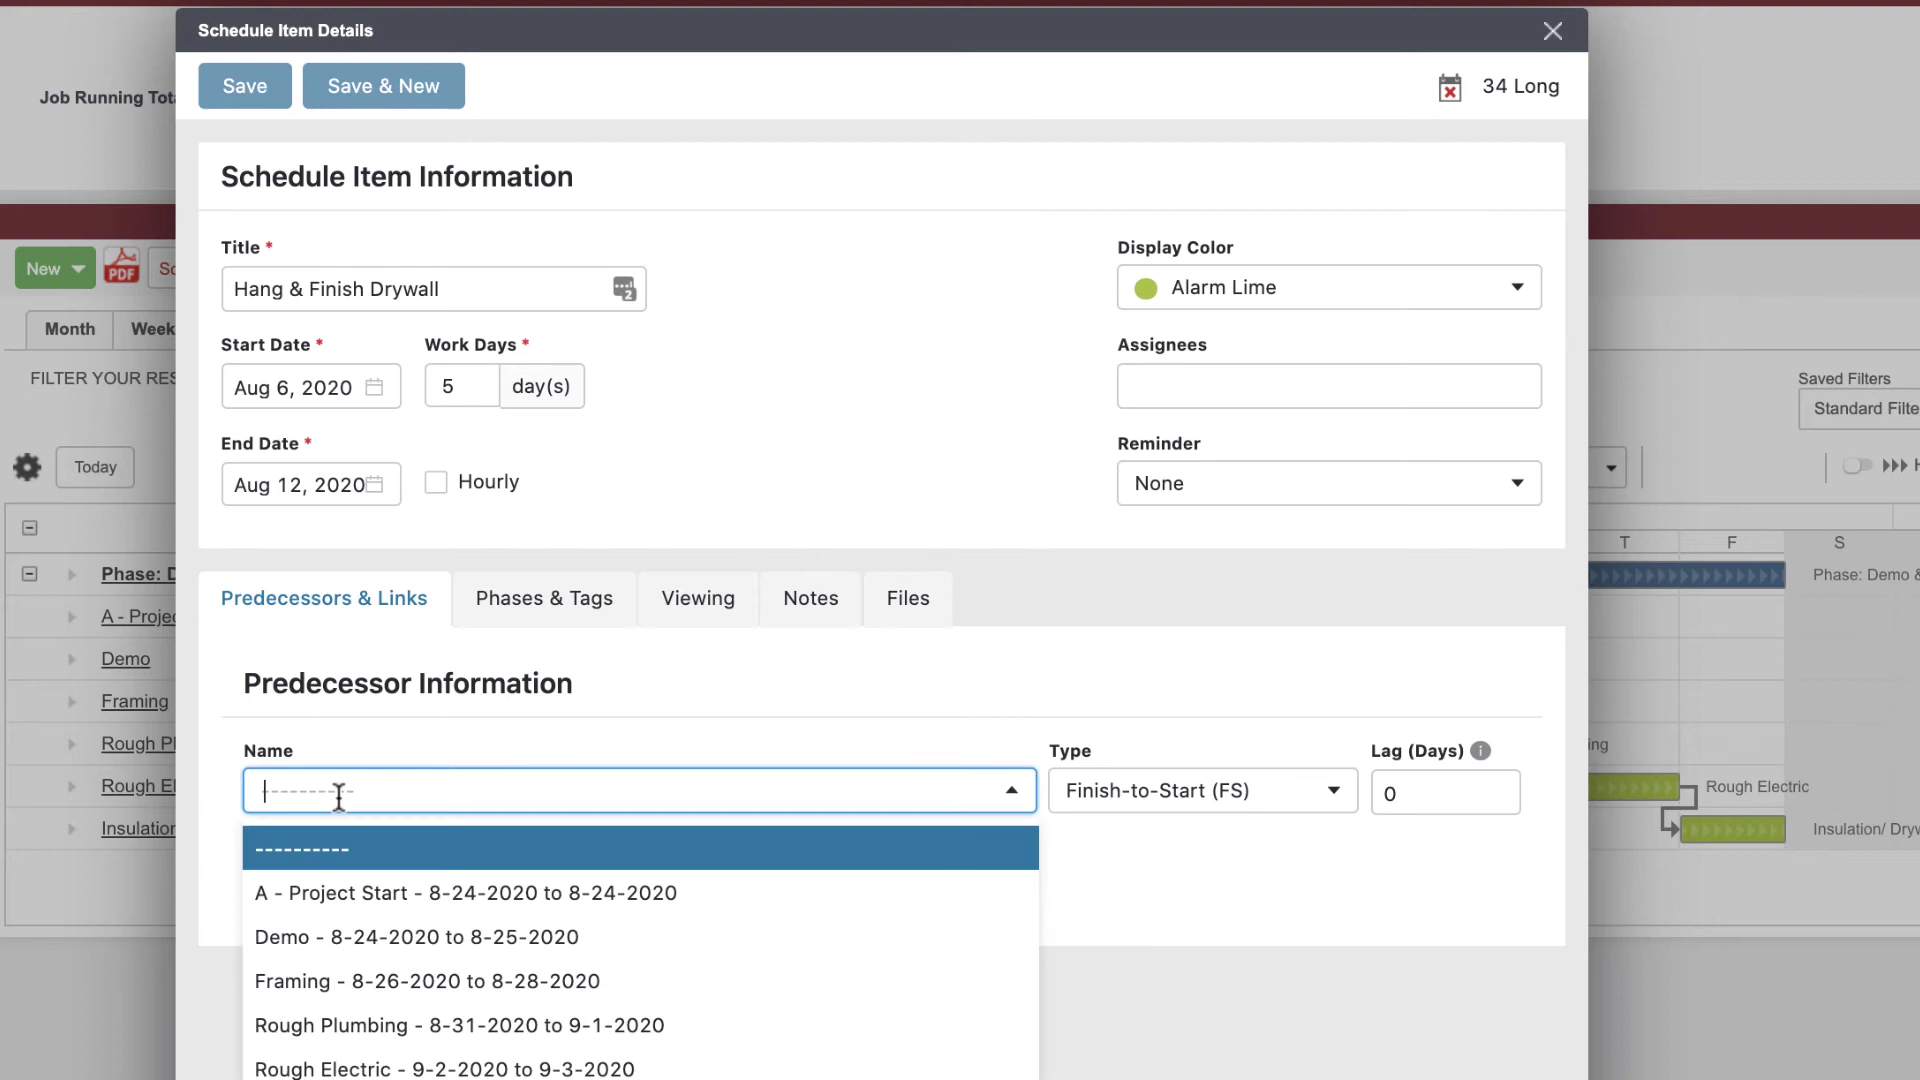 Schedule Item Details
Save
Save & New
34 Long
Job Running Tota
Schedule Item Information
Title *
Hang & Finish Drywall
2
Display Color
Alarm Lime
New
PDF
Sc
Month
Week
Start Date *
Work Days *
Aug 6, 2020
5
day(s)
Assignees
FILTER YOUR RES
Saved Filters
Standard Filte
End Date *
Aug 12, 2020
Hourly
Reminder
None
Today
H
T
F
S
Phase: D
A - Projec
Demo
Framing
Rough Pl
Rough El
Insulation
Phase: Demo &
ing
Rough Electric
Insulation/ Dryw
Predecessors & Links
Phases & Tags
Viewing
Notes
Files
Predecessor Information
Name
Type
Lag (Days)
----------
Finish-to-Start (FS)
0
----------
A - Project Start - 8-24-2020 to 8-24-2020
Demo - 8-24-2020 to 8-25-2020
Framing - 8-26-2020 to 8-28-2020
Rough Plumbing - 8-31-2020 to 9-1-2020
Rough Electric - 9-2-2020 to 9-3-2020